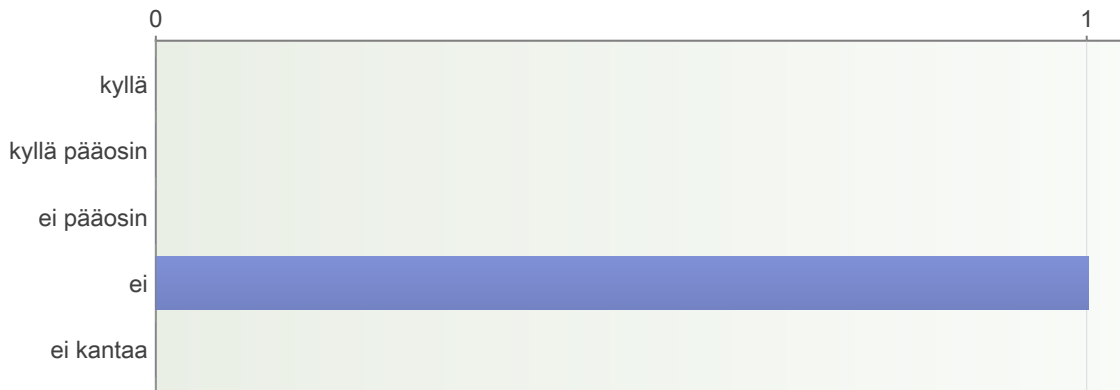 0 1
kyllä
kyllä pääosin
ei pääosin
ei
ei kantaa